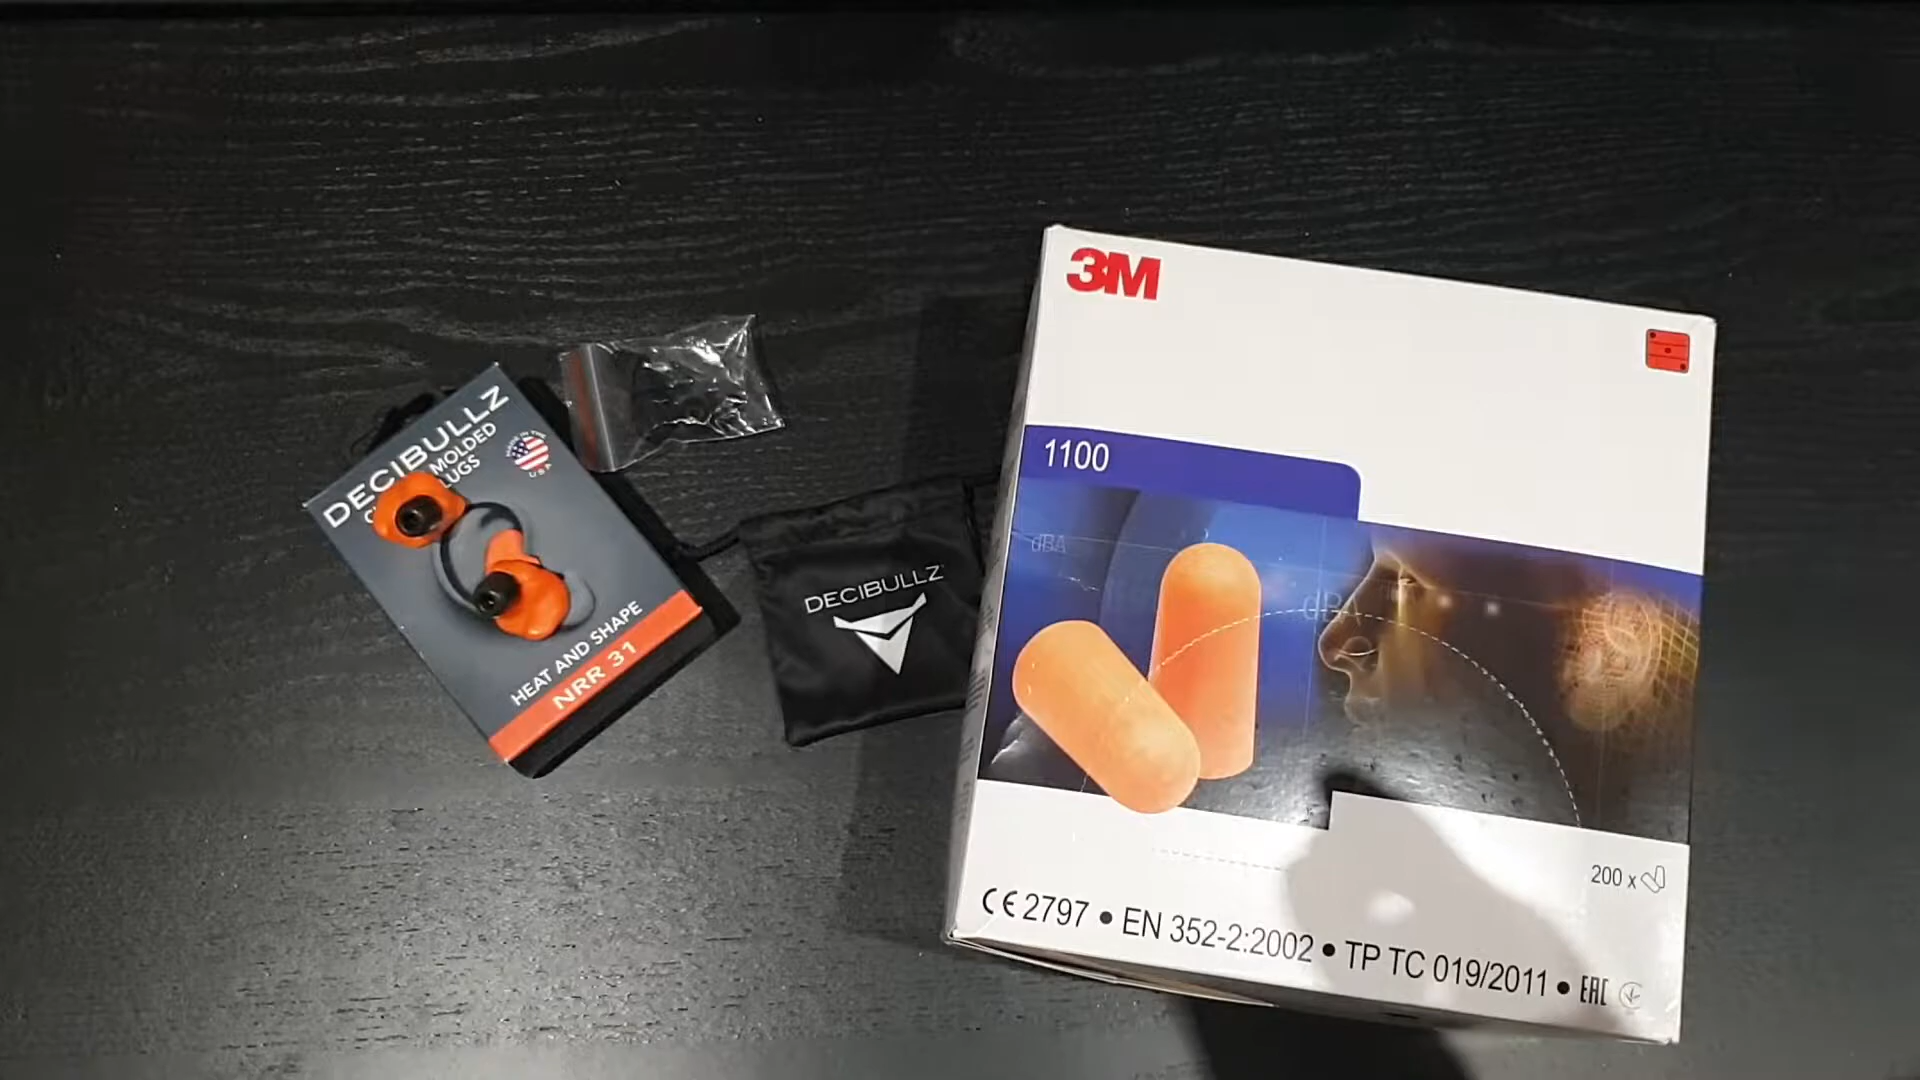 DECIBULLZ
MOLDED
LUGS
MADE IN THE
USA
HEAT AND SHAPE
NRR 31
DECIBULLZ
3M
1100
dBA
dBA
200 x
CE 2797 • EN 352-2:2002 • TP TC 019/2011 • EAC